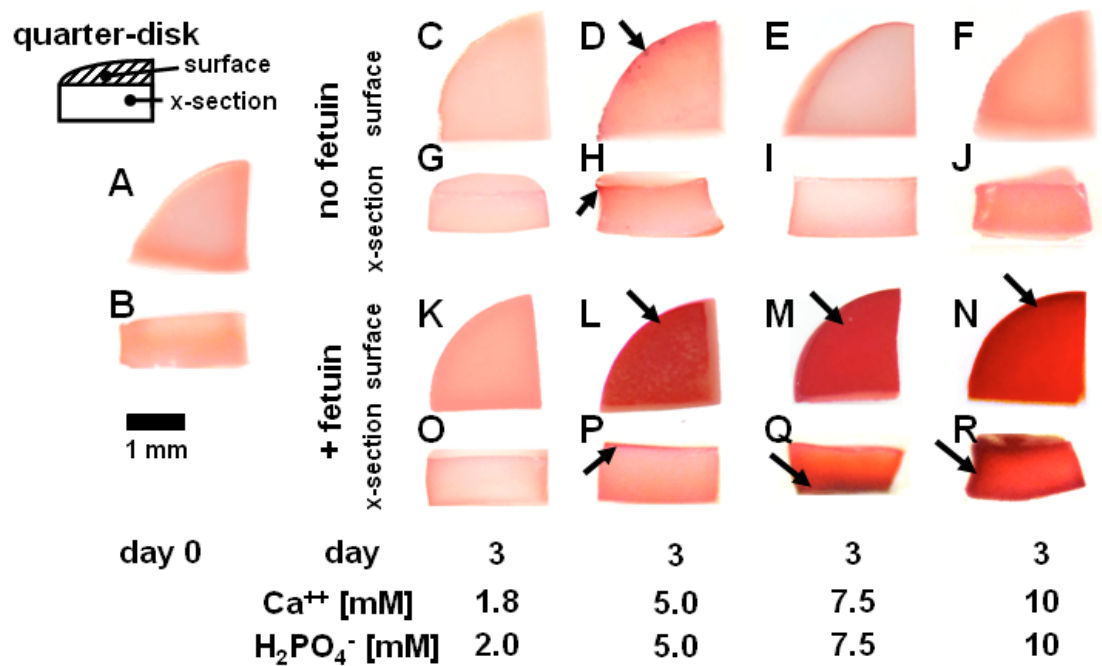 quarter-disk
surface
x-section
A
B
1 mm
no fetuin
surface
x-section
C
D
E
F
G
H
I
J
+ fetuin
surface
x-section
K
L
M
N
O
P
Q
R
day 0
day 3 3 3 3
Ca⁺⁺ [mM] 1.8 5.0 7.5 10
H₂PO₄⁻ [mM] 2.0 5.0 7.5 10